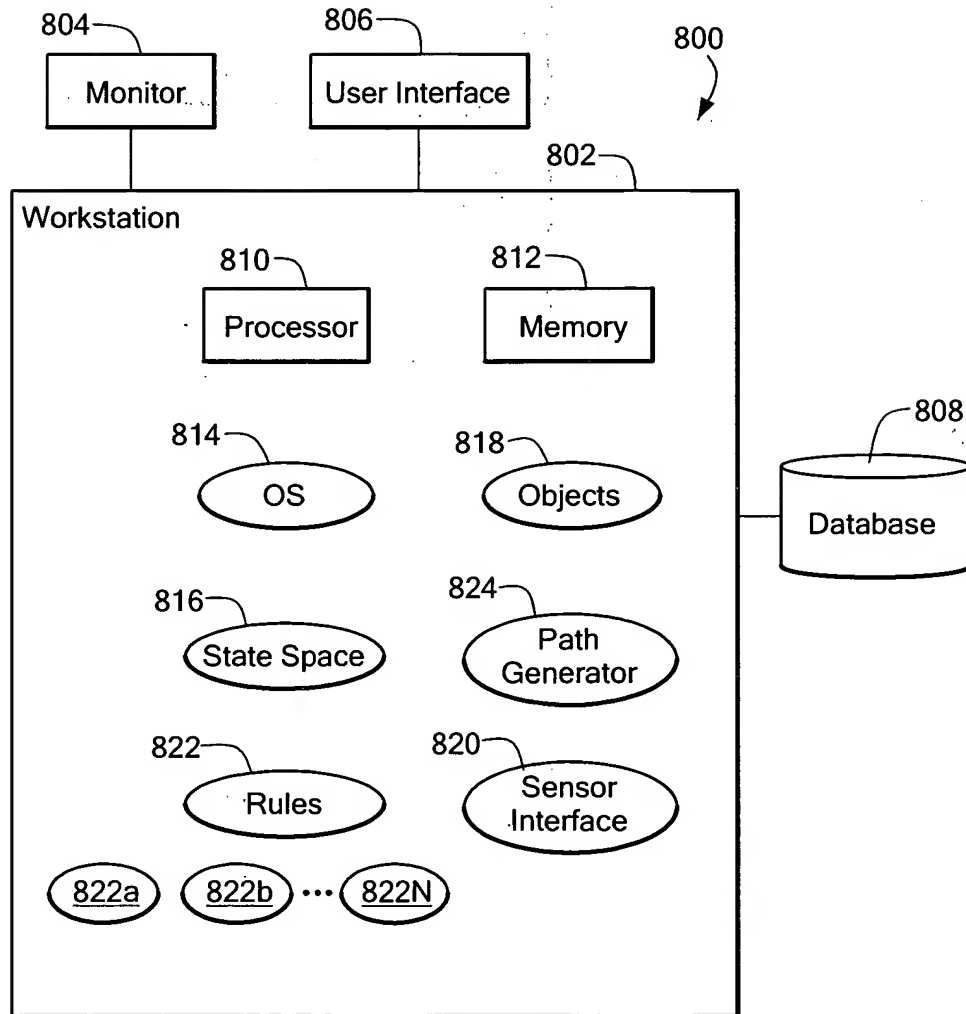 804
806
800
Monitor
User Interface
802
Workstation
810
812
Processor
Memory
808
814
818
OS
Objects
Database
816
824
State Space
Path
Generator
822
820
Rules
Sensor
Interface
822a
822b
•••
822N